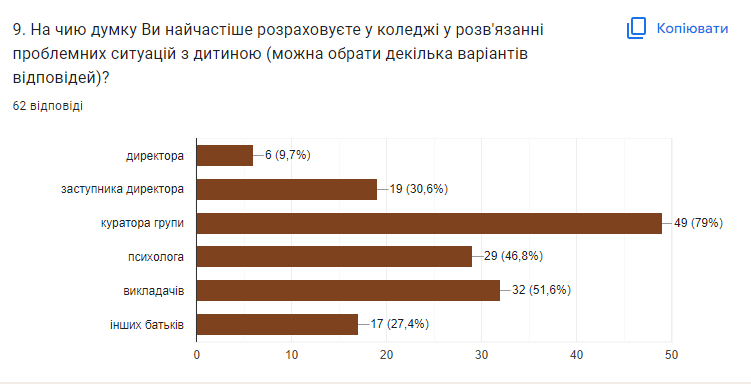 9. На чию думку Ви найчастіше розраховуєте у коледжі у розв'язанні
проблемних ситуацій з дитиною (можна обрати декілька варіантів
відповідей)?
Копіювати
62 відповіді
директора
6 (9,7%)
заступника директора
19 (30,6%)
куратора групи
49 (79%)
психолога
29 (46,8%)
викладачів
32 (51,6%)
інших батьків
17 (27,4%)
0 10 20 30 40 50